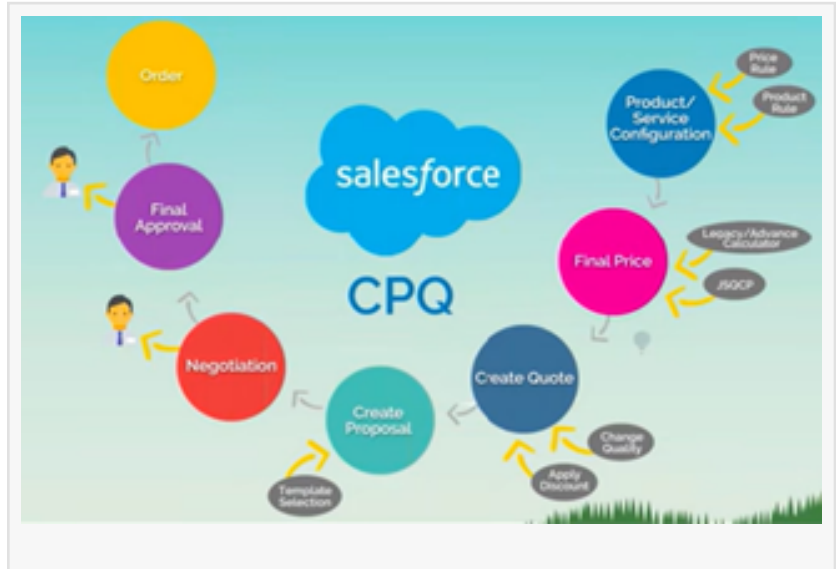 Order
Price
Rule
Product/
Service
Configuration
Product
Rule
salesforce
Final
Approval
Legacy/Advance
Calculator
Final Price
JSQCP
CPQ
Negotiation
Create Quote
Create
Proposal
Change
Quality
Apply
Discount
Template
Selection